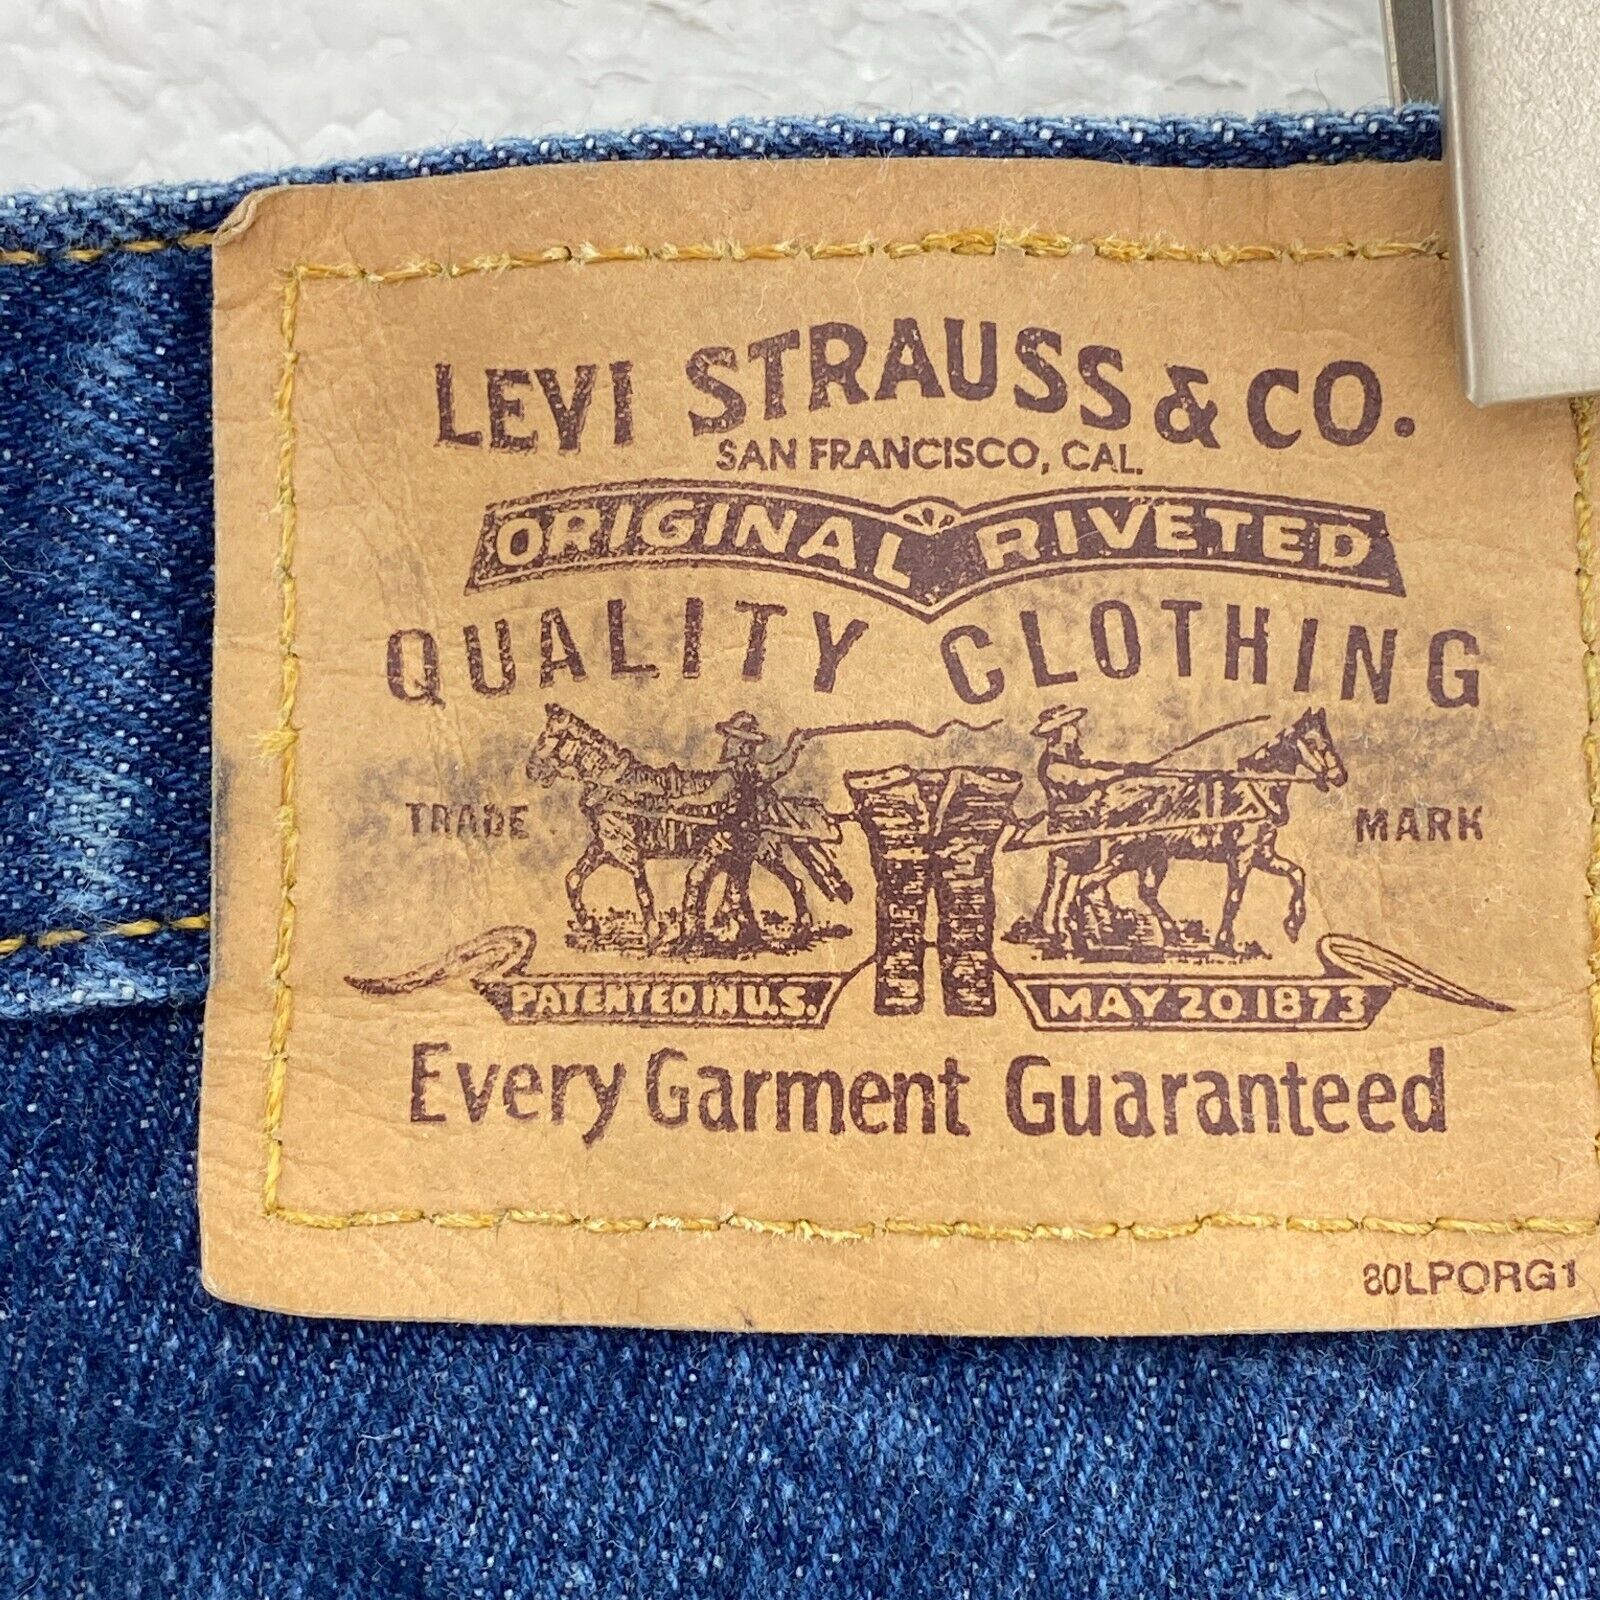 LEVI STRAUSS & CO.
SAN FRANCISCO, CAL.
ORIGINAL RIVETED
QUALITY CLOTHING
TRADE MARK
PATENTED IN U.S. MAY 20 1873
Every Garment Guaranteed
80LPORG1